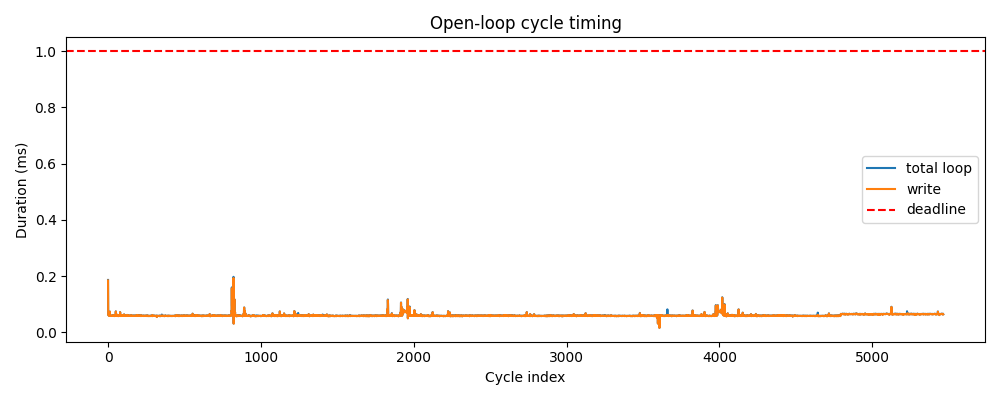 Open-loop cycle timing
Duration (ms)
1.0
0.8
0.6
0.4
0.2
0.0
total loop
write
deadline
0 1000 2000 3000 4000 5000
Cycle index